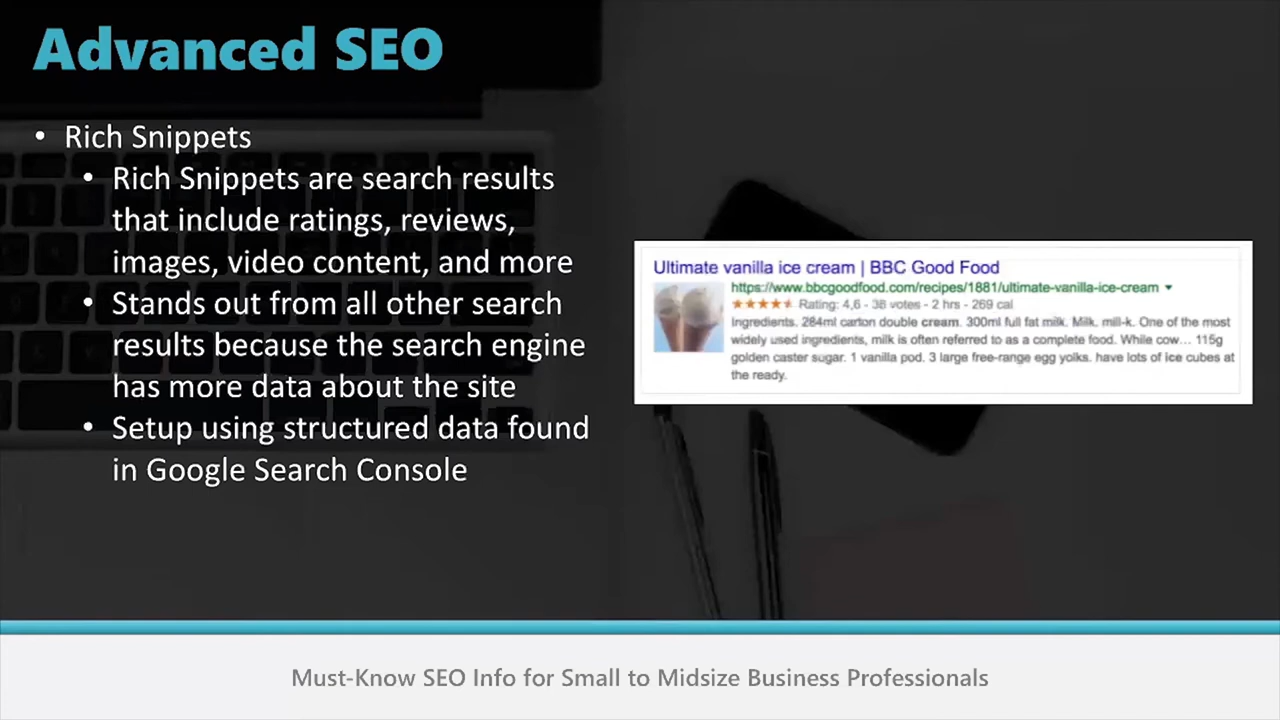 Advanced SEO
• Rich Snippets
• Rich Snippets are search results
that include ratings, reviews,
images, video content, and more
• Stands out from all other search
results because the search engine
has more data about the site
• Setup using structured data found
in Google Search Console
Ultimate vanilla ice cream | BBC Good Food
https://www.bbcgoodfood.com/recipes/1881/ultimate-vanilla-ice-cream
Rating: 4,6 - 38 votes - 2 hrs - 269 cal
Ingredients. 284ml carton double cream. 300ml full fat milk. Milk. mill-k. One of the most
widely used ingredients, milk is often referred to as a complete food. While cow... 115g
golden caster sugar. 1 vanilla pod. 3 large free-range egg yolks. have lots of ice cubes at
the ready.
Must-Know SEO Info for Small to Midsize Business Professionals